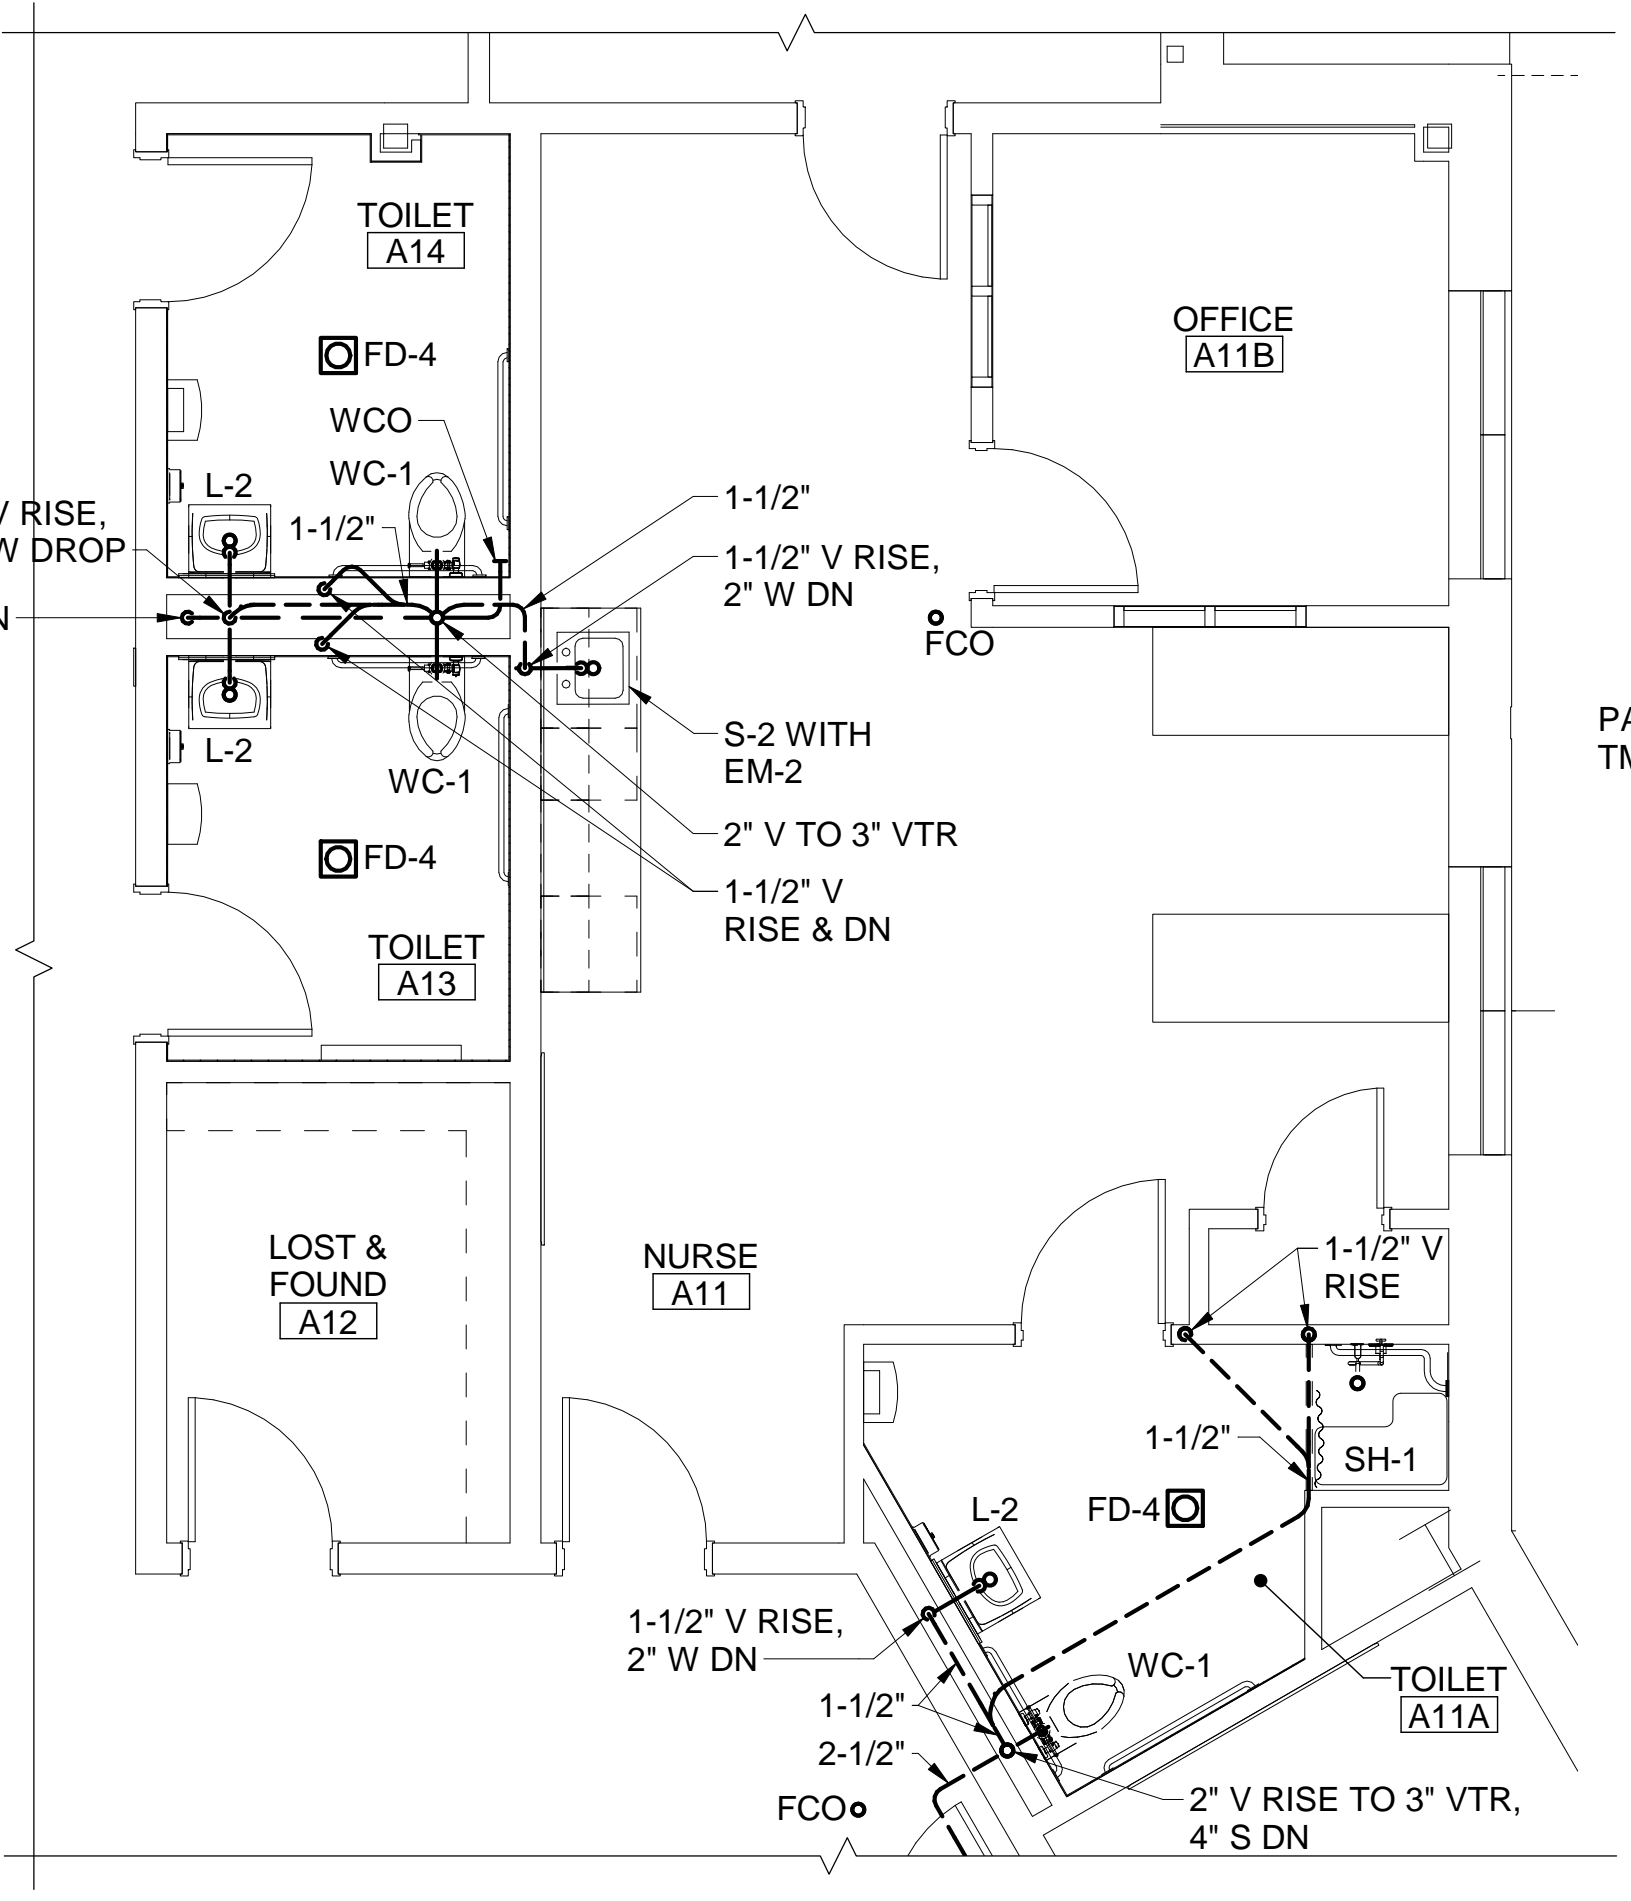 TOILET
A14
OFFICE
A11B
FD-4
WCO
WC-1
L-2
V RISE,
W DROP
1-1/2"
1-1/2"
1-1/2" V RISE,
2" W DN
N
FCO
S-2 WITH
EM-2
L-2
WC-1
2" V TO 3" VTR
FD-4
1-1/2" V
RISE & DN
TOILET
A13
PA
TM
LOST &
FOUND
A12
NURSE
A11
1-1/2" V
RISE
1-1/2"
SH-1
L-2
FD-4
1-1/2" V RISE,
2" W DN
WC-1
TOILET
A11A
1-1/2"
2-1/2"
FCO
2" V RISE TO 3" VTR,
4" S DN